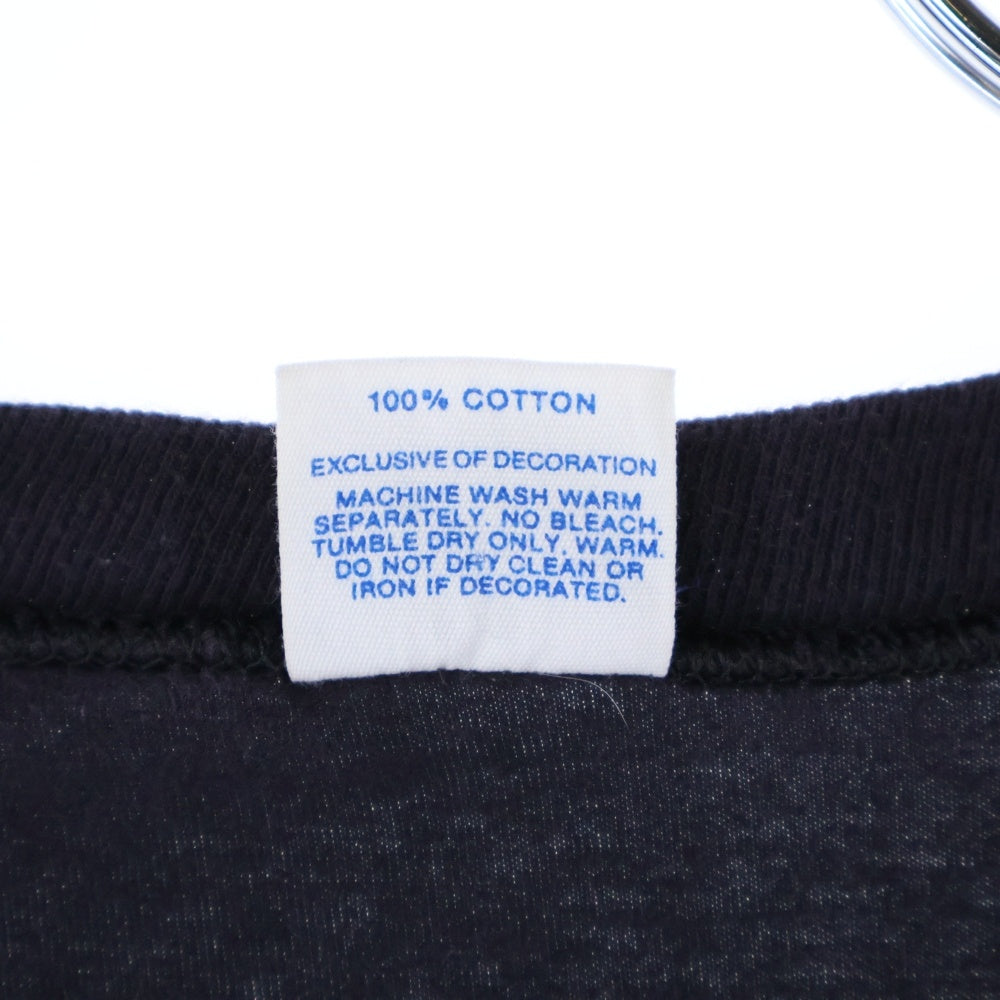 100% COTTON
EXCLUSIVE OF DECORATION
MACHINE WASH WARM
SEPARATELY. NO BLEACH.
TUMBLE DRY ONLY, WARM.
DO NOT DRY CLEAN OR
IRON IF DECORATED.